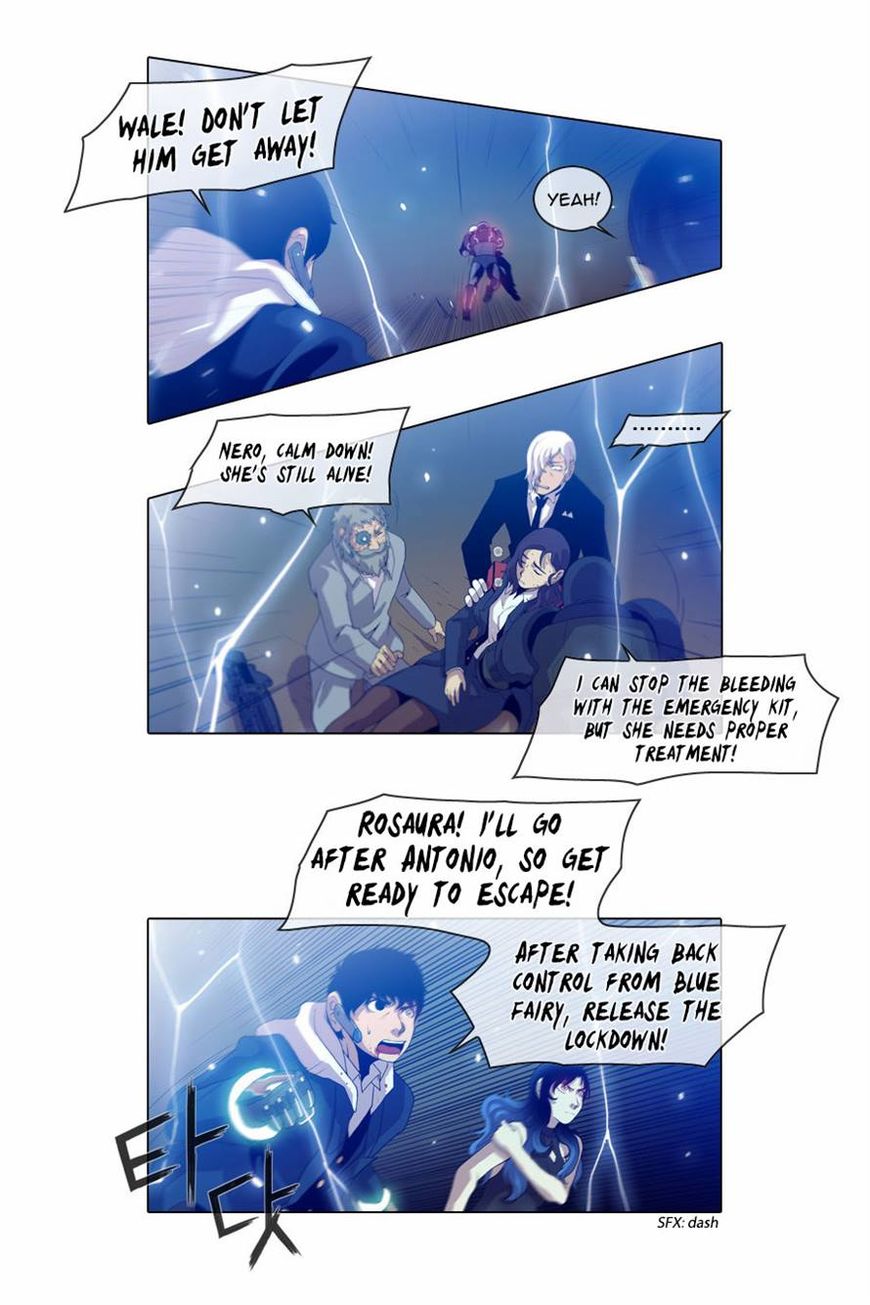 WALE! DON'T LET
HIM GET AWAY!
YEAH!
NERO, CALM DOWN!
SHE'S STILL ALIVE!
...........
I CAN STOP THE BLEEDING
WITH THE EMERGENCY KIT,
BUT SHE NEEDS PROPER
TREATMENT!
ROSAURA! I'LL GO
AFTER ANTONIO, SO GET
READY TO ESCAPE!
AFTER TAKING BACK
CONTROL FROM BLUE
FAIRY, RELEASE THE
LOCKDOWN!
타닷
SFX: dash